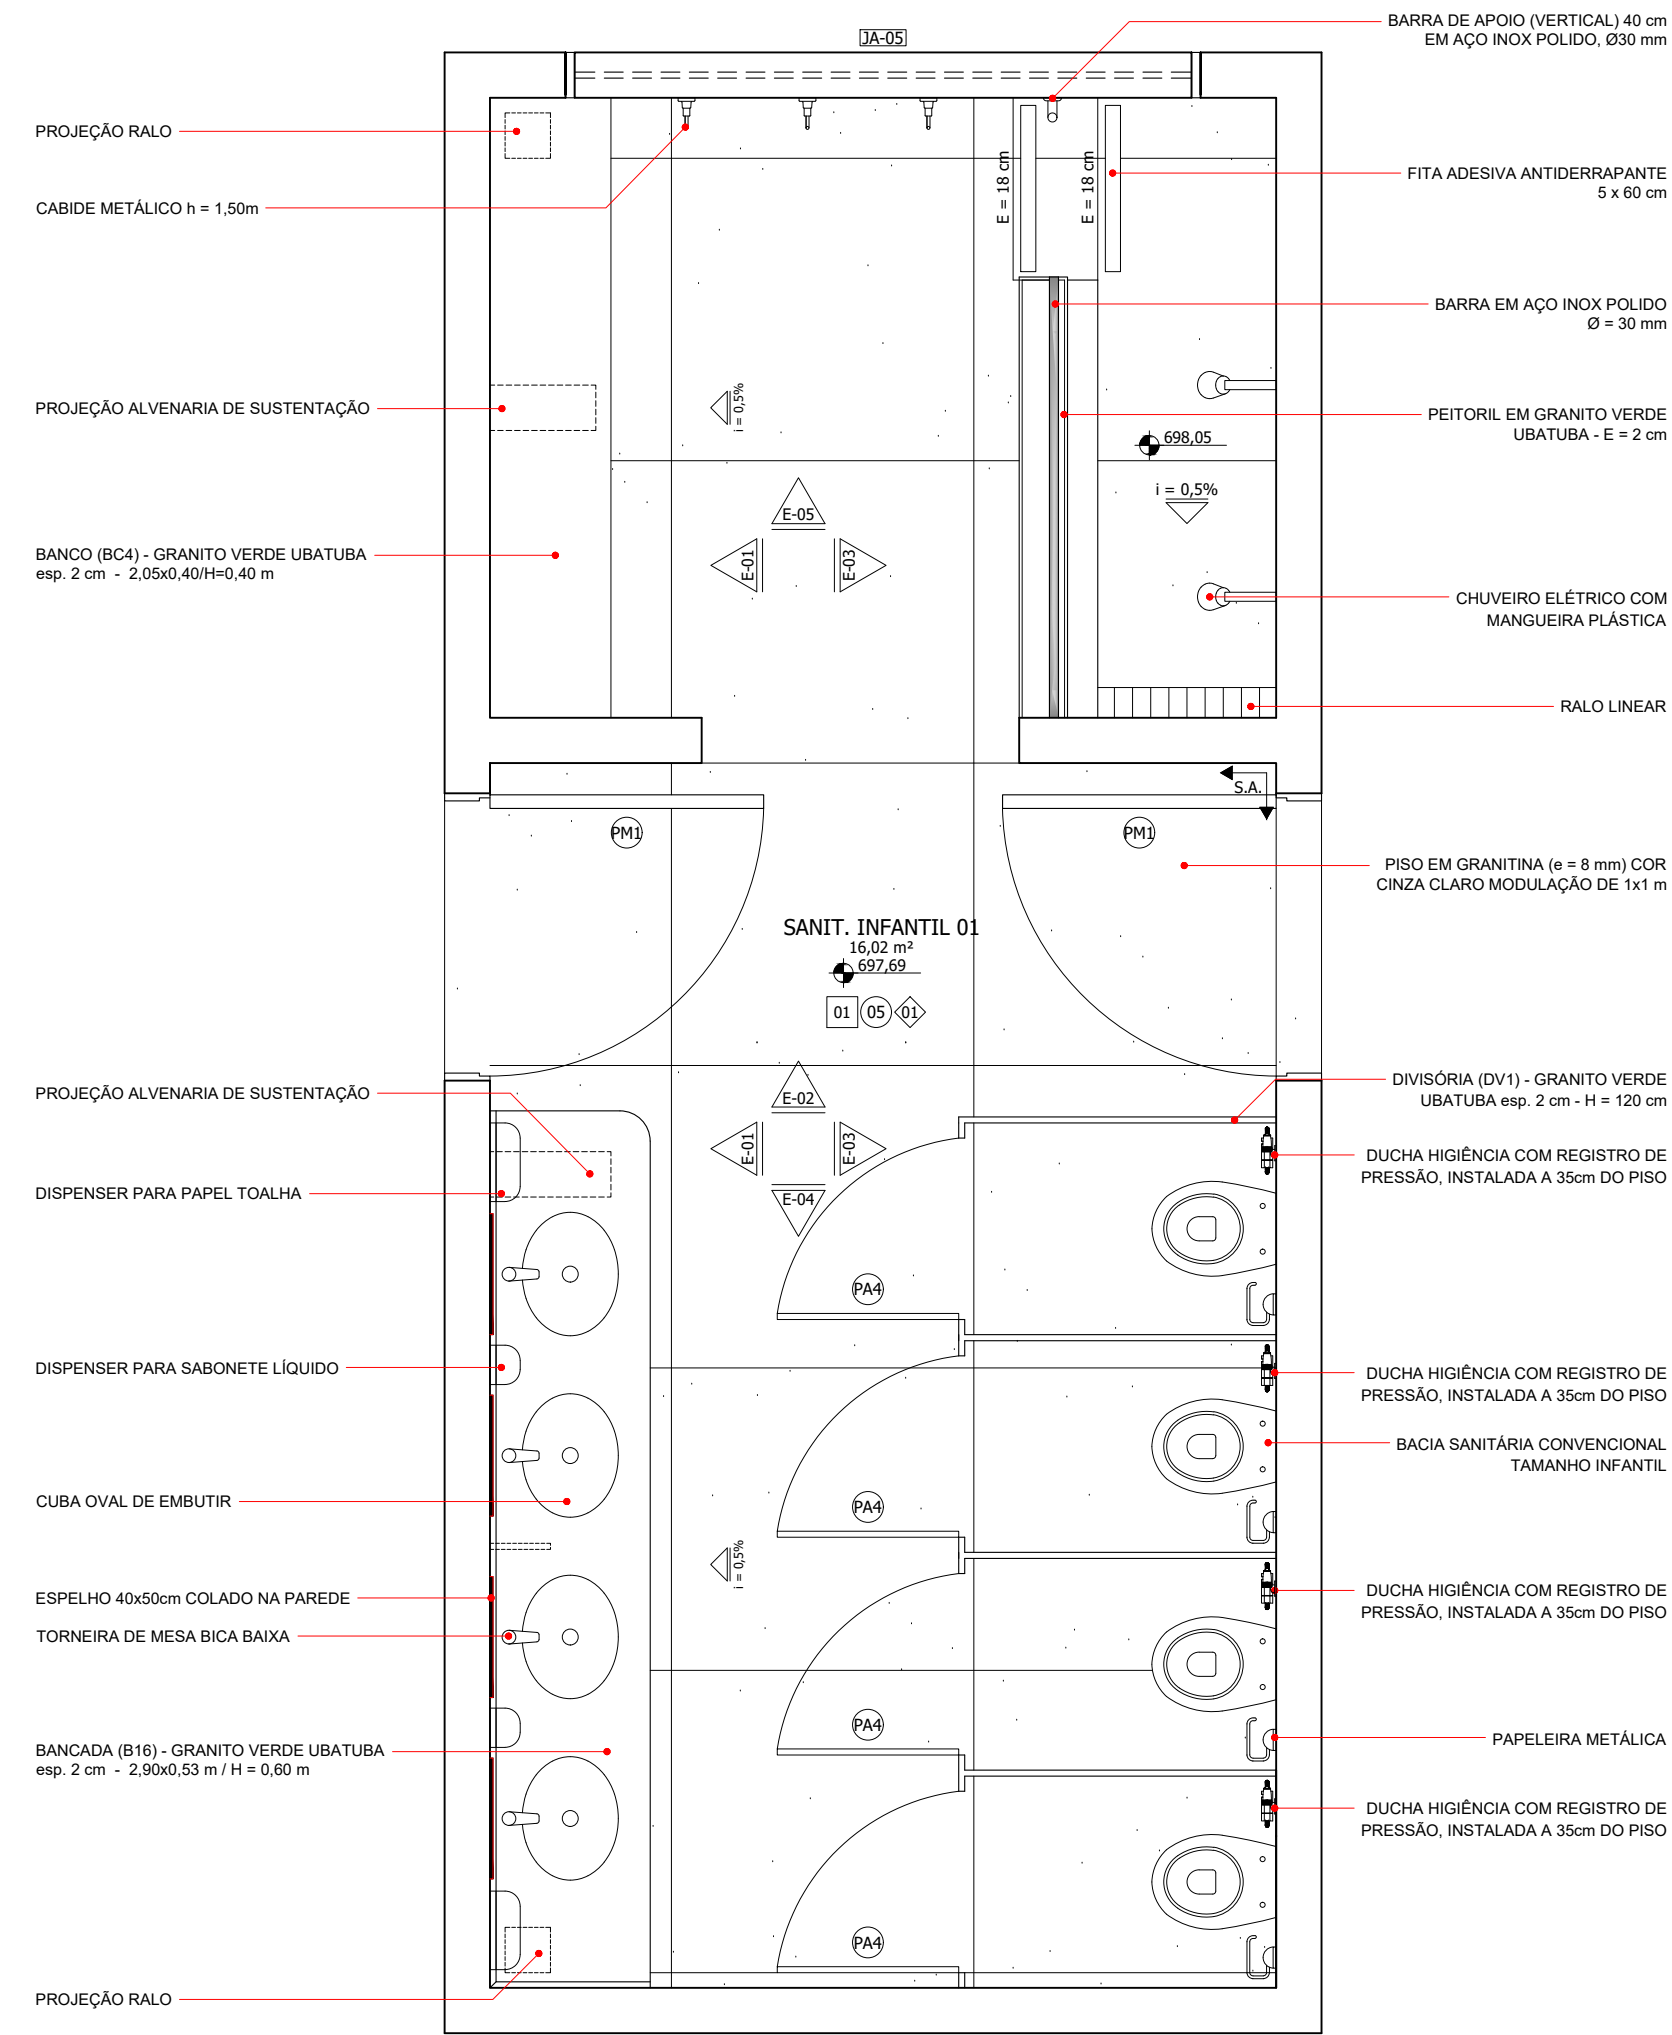 BARRA DE APOIO (VERTICAL) 40 cm
EM AÇO INOX POLIDO, Ø30 mm
JA-05
PROJEÇÃO RALO
CABIDE METÁLICO h = 1,50m
E = 18 cm
E = 18 cm
FITA ADESIVA ANTIDERRAPANTE
5 x 60 cm
BARRA EM AÇO INOX POLIDO
Ø = 30 mm
PROJEÇÃO ALVENARIA DE SUSTENTAÇÃO
i = 0,5%
PEITORIL EM GRANITO VERDE
UBATUBA - E = 2 cm
698,05
i = 0,5%
E-05
E-01
E-03
BANCO (BC4) - GRANITO VERDE UBATUBA
esp. 2 cm - 2,05x0,40/H=0,40 m
CHUVEIRO ELÉTRICO COM
MANGUEIRA PLÁSTICA
RALO LINEAR
S.A.
PM1
PM1
PISO EM GRANITINA (e = 8 mm) COR
CINZA CLARO MODULAÇÃO DE 1x1 m
SANIT. INFANTIL 01
16,02 m²
697,69
01 05 01
PROJEÇÃO ALVENARIA DE SUSTENTAÇÃO
E-02
E-01
E-03
E-04
DIVISÓRIA (DV1) - GRANITO VERDE
UBATUBA esp. 2 cm - H = 120 cm
DUCHA HIGIÊNCIA COM REGISTRO DE
PRESSÃO, INSTALADA A 35cm DO PISO
DISPENSER PARA PAPEL TOALHA
PA4
DISPENSER PARA SABONETE LÍQUIDO
DUCHA HIGIÊNCIA COM REGISTRO DE
PRESSÃO, INSTALADA A 35cm DO PISO
BACIA SANITÁRIA CONVENCIONAL
TAMANHO INFANTIL
CUBA OVAL DE EMBUTIR
PA4
i = 0,5%
ESPELHO 40x50cm COLADO NA PAREDE
DUCHA HIGIÊNCIA COM REGISTRO DE
PRESSÃO, INSTALADA A 35cm DO PISO
TORNEIRA DE MESA BICA BAIXA
PA4
PAPELEIRA METÁLICA
BANCADA (B16) - GRANITO VERDE UBATUBA
esp. 2 cm - 2,90x0,53 m / H = 0,60 m
DUCHA HIGIÊNCIA COM REGISTRO DE
PRESSÃO, INSTALADA A 35cm DO PISO
PA4
PROJEÇÃO RALO